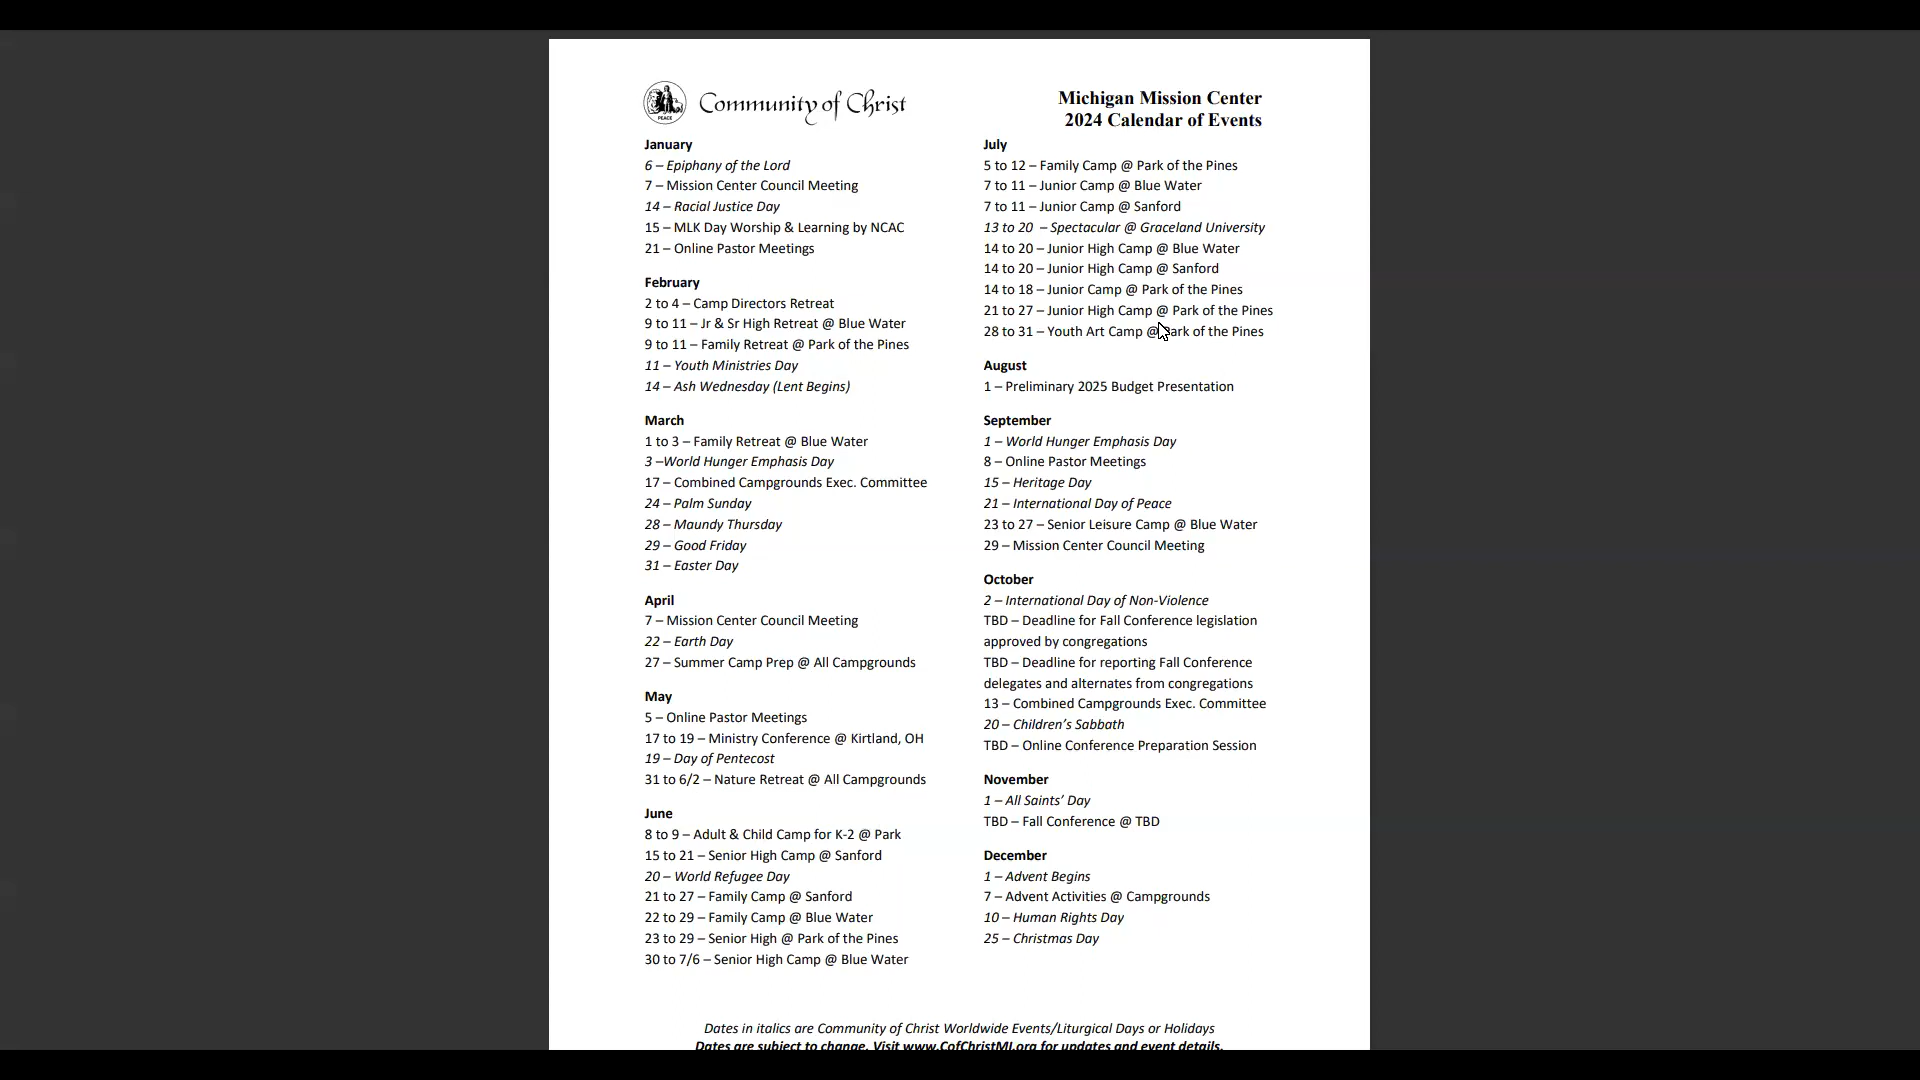 PEACE
Community of Christ
Michigan Mission Center
2024 Calendar of Events
January
6 – Epiphany of the Lord
7 – Mission Center Council Meeting
14 – Racial Justice Day
15 – MLK Day Worship & Learning by NCAC
21 – Online Pastor Meetings
February
2 to 4 – Camp Directors Retreat
9 to 11 – Jr & Sr High Retreat @ Blue Water
9 to 11 – Family Retreat @ Park of the Pines
11 – Youth Ministries Day
14 – Ash Wednesday (Lent Begins)
March
1 to 3 – Family Retreat @ Blue Water
3 –World Hunger Emphasis Day
17 – Combined Campgrounds Exec. Committee
24 – Palm Sunday
28 – Maundy Thursday
29 – Good Friday
31 – Easter Day
April
7 – Mission Center Council Meeting
22 – Earth Day
27 – Summer Camp Prep @ All Campgrounds
May
5 – Online Pastor Meetings
17 to 19 – Ministry Conference @ Kirtland, OH
19 – Day of Pentecost
31 to 6/2 – Nature Retreat @ All Campgrounds
June
8 to 9 – Adult & Child Camp for K-2 @ Park
15 to 21 – Senior High Camp @ Sanford
20 – World Refugee Day
21 to 27 – Family Camp @ Sanford
22 to 29 – Family Camp @ Blue Water
23 to 29 – Senior High @ Park of the Pines
30 to 7/6 – Senior High Camp @ Blue Water
July
5 to 12 – Family Camp @ Park of the Pines
7 to 11 – Junior Camp @ Blue Water
7 to 11 – Junior Camp @ Sanford
13 to 20 – Spectacular @ Graceland University
14 to 20 – Junior High Camp @ Blue Water
14 to 20 – Junior High Camp @ Sanford
14 to 18 – Junior Camp @ Park of the Pines
21 to 27 – Junior High Camp @ Park of the Pines
28 to 31 – Youth Art Camp @ Park of the Pines
August
1 – Preliminary 2025 Budget Presentation
September
1 – World Hunger Emphasis Day
8 – Online Pastor Meetings
15 – Heritage Day
21 – International Day of Peace
23 to 27 – Senior Leisure Camp @ Blue Water
29 – Mission Center Council Meeting
October
2 – International Day of Non-Violence
TBD – Deadline for Fall Conference legislation
approved by congregations
TBD – Deadline for reporting Fall Conference
delegates and alternates from congregations
13 – Combined Campgrounds Exec. Committee
20 – Children’s Sabbath
TBD – Online Conference Preparation Session
November
1 – All Saints’ Day
TBD – Fall Conference @ TBD
December
1 – Advent Begins
7 – Advent Activities @ Campgrounds
10 – Human Rights Day
25 – Christmas Day
Dates in italics are Community of Christ Worldwide Events/Liturgical Days or Holidays
Dates are subject to change. Visit www.CofChristMI.org for updates and event details.